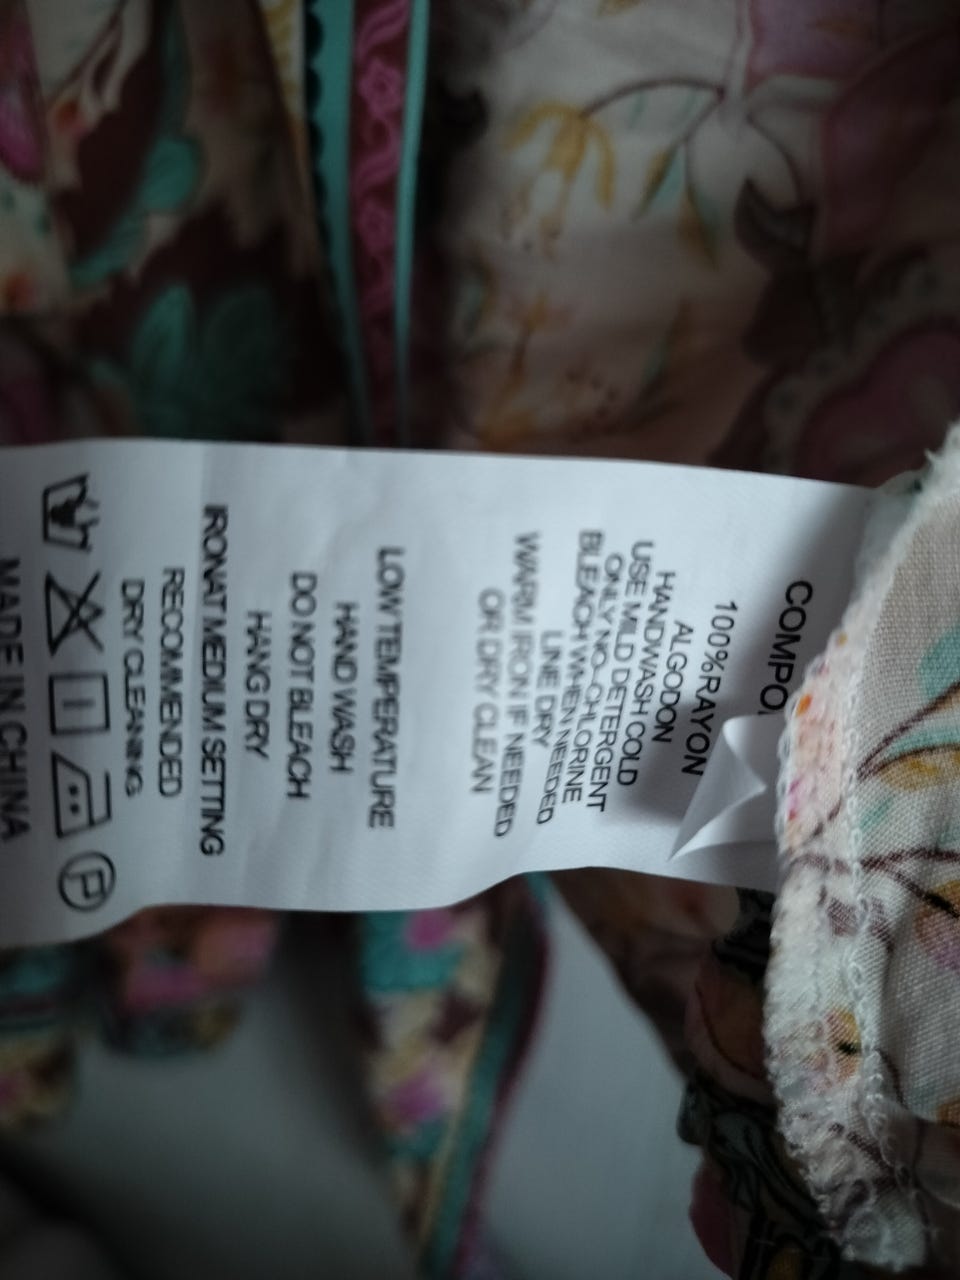 COMPO
100%RAYON
ALGODON
HANDWASH COLD
USE MILD DETERGENT
ONLY NO-CHLORINE
BLEACH WHEN NEEDED
LINE DRY
WARM IRON IF NEEDED
OR DRY CLEAN
LOW TEMPERATURE
HAND WASH
DO NOT BLEACH
HANG DRY
IRONAT MEDIUM SETTING
RECOMMENDED
DRY CLEANING
P
MADE IN CHINA